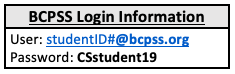 BCPSS Login Information
User: studentID#@bcpss.org
Password: CSstudent19